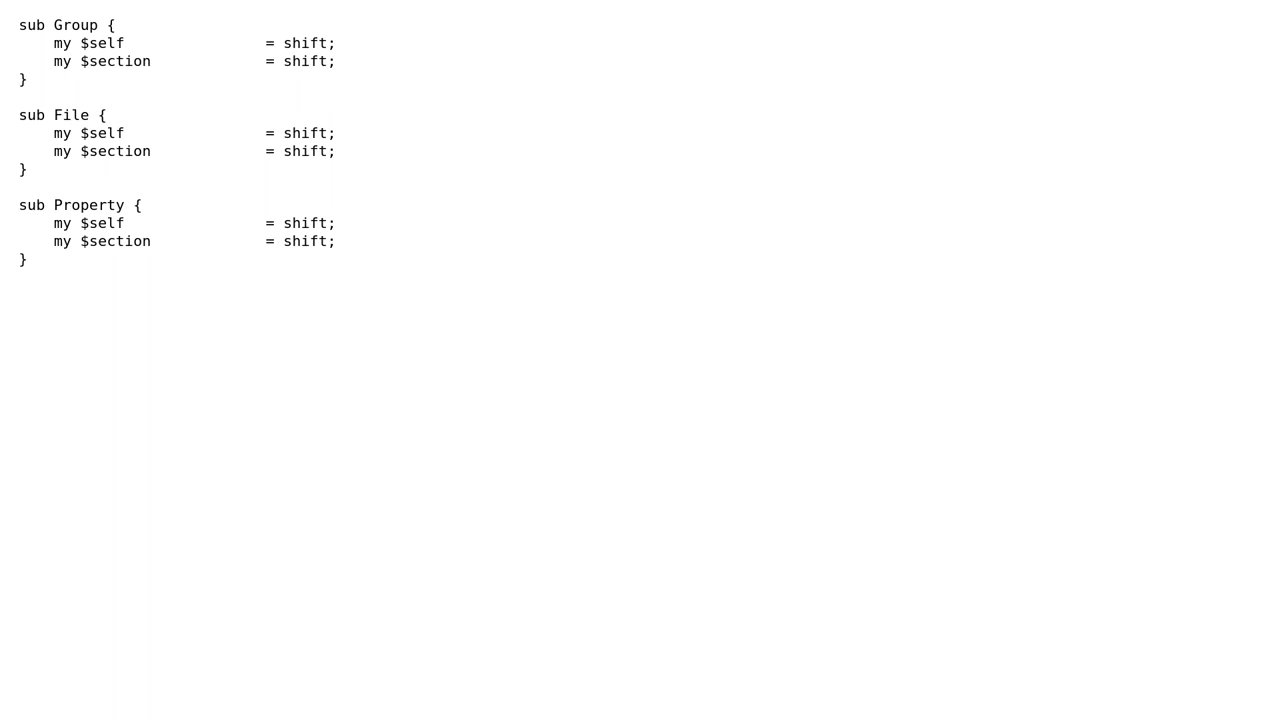 sub Group {
    my $self                = shift;
    my $section             = shift;
}

sub File {
    my $self                = shift;
    my $section             = shift;
}

sub Property {
    my $self                = shift;
    my $section             = shift;
}